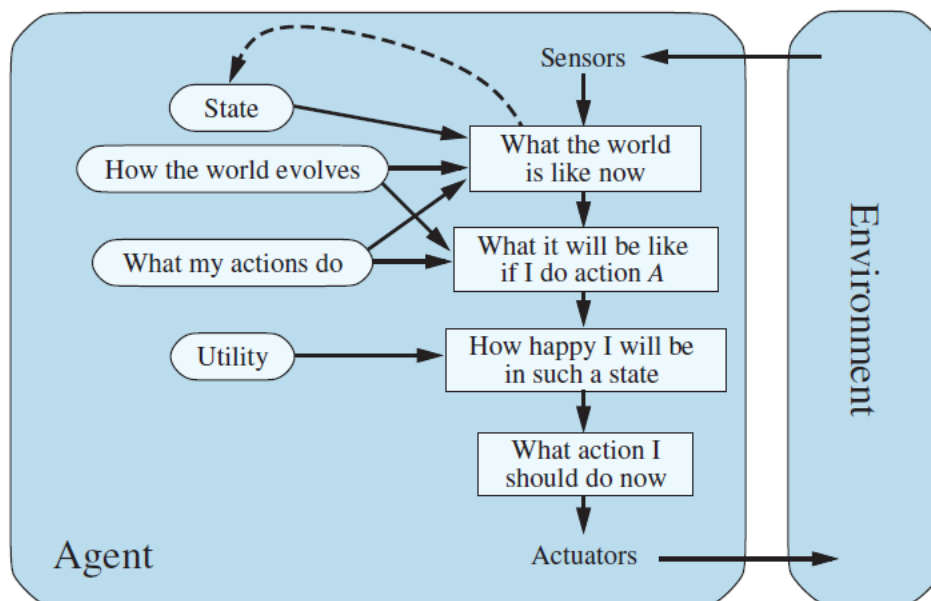 Sensors
State
What the world
is like now
How the world evolves
What my actions do
What it will be like
if I do action A
Utility
How happy I will be
in such a state
What action I
should do now
Agent
Actuators
Environment